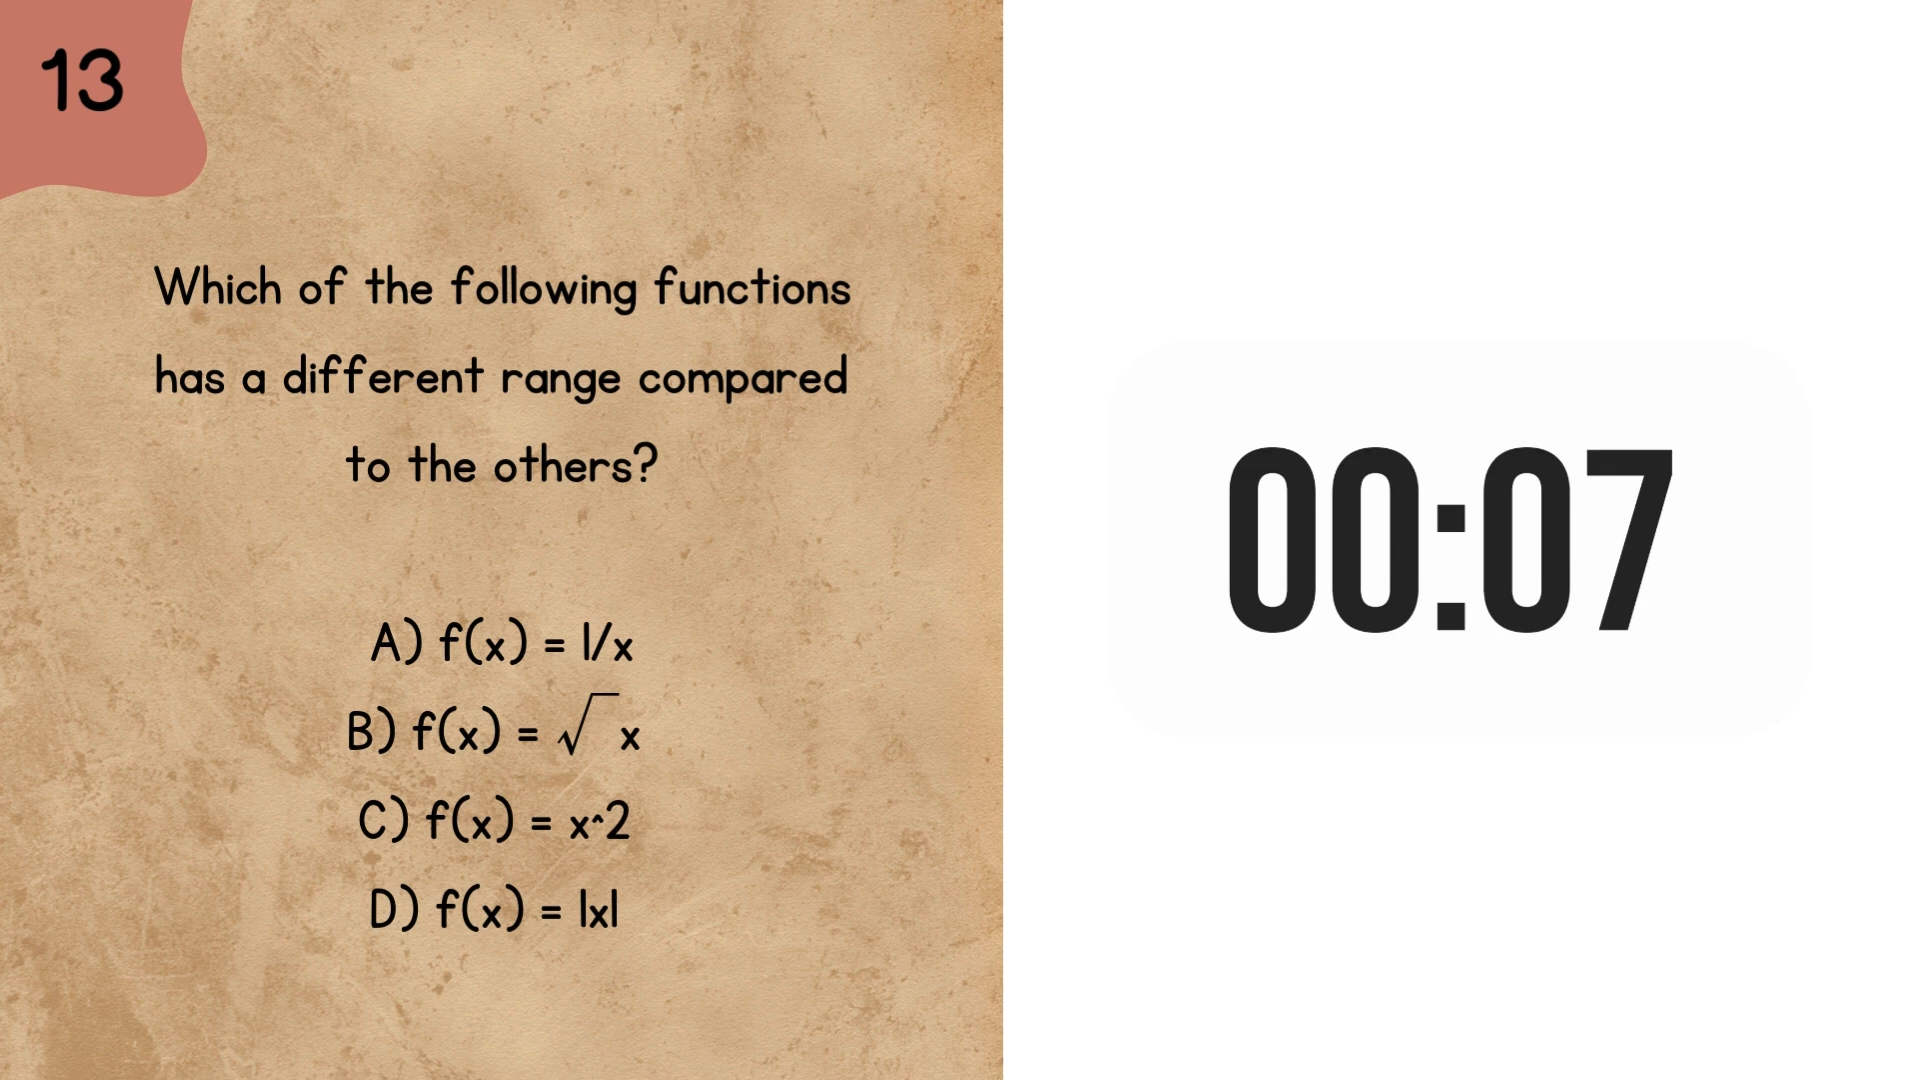 13
Which of the following functions
has a different range compared
to the others?
A) f(x) = 1/x
B) f(x) = √ x
C) f(x) = x^2
D) f(x) = |x|
00:07